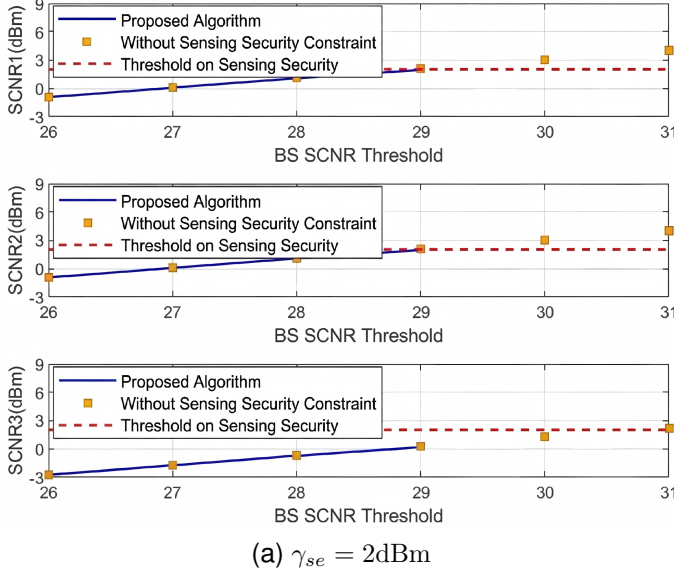 9
6
3
0
-3
SCNR1(dBm)
Proposed Algorithm
Without Sensing Security Constraint
Threshold on Sensing Security
26 27 28 29 30 31
BS SCNR Threshold
9
6
3
0
-3
SCNR2(dBm)
Proposed Algorithm
Without Sensing Security Constraint
Threshold on Sensing Security
26 27 28 29 30 31
BS SCNR Threshold
9
6
3
0
-3
SCNR3(dBm)
Proposed Algorithm
Without Sensing Security Constraint
Threshold on Sensing Security
26 27 28 29 30 31
BS SCNR Threshold
(a) γse = 2dBm